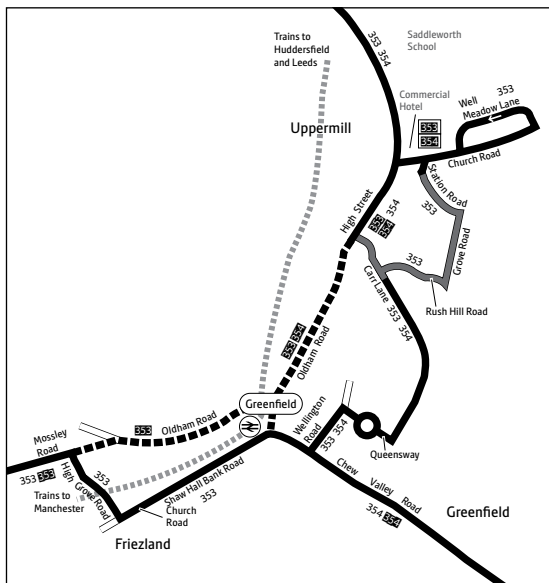 Trains to
Huddersfield
and Leeds
353 354
Saddleworth
School
Commercial
Hotel
353
354
Well
Meadow Lane
353
Uppermill
Church Road
Station Road
353
High Street
353 354
354
Grove Road
353
Carr Lane 353 354
Rush Hill Road
353 354
Oldham Road
Greenfield
353
Oldham Road
Mossley
Road
353 353
High Grove Road
353
Trains to
Manchester
Shaw Hall Bank Road
353
Church
Road
Friezland
Wellington
Road
353 354
Queensway
Chew Valley Road
354 354
Greenfield